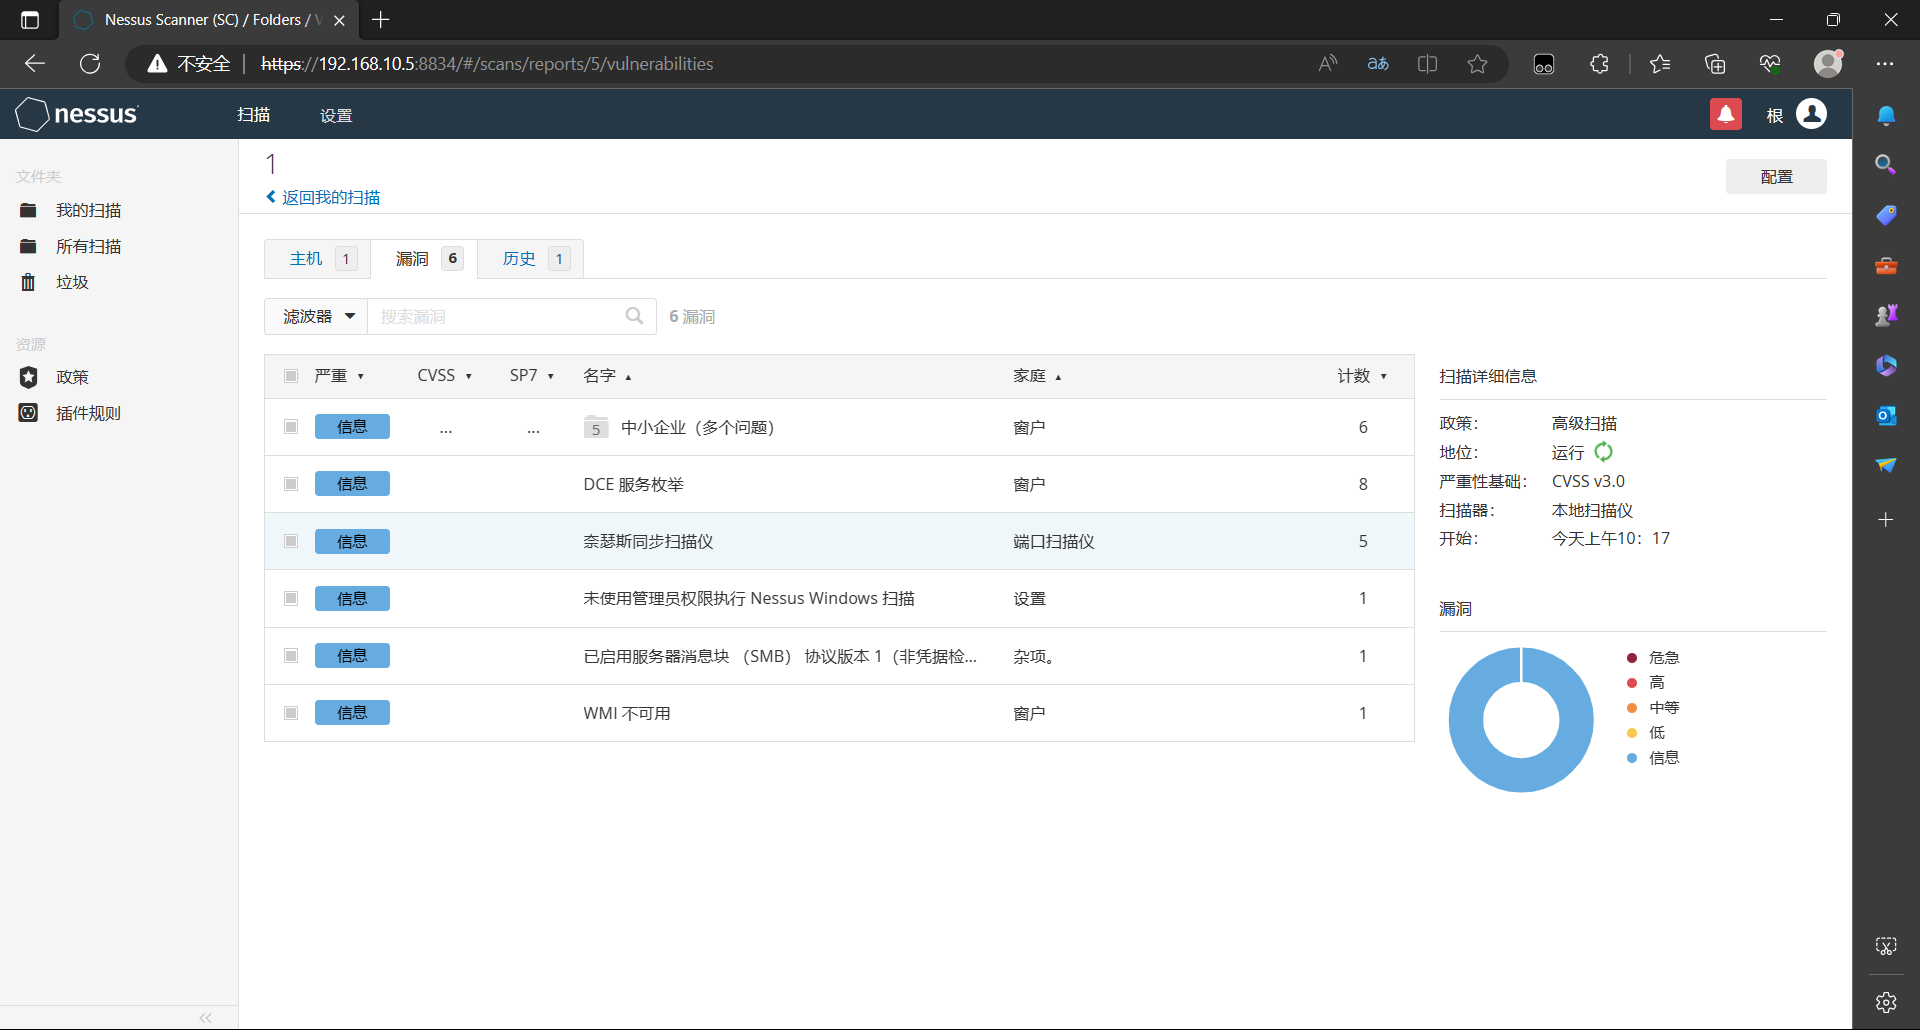 Nessus Scanner (SC) / Folders / V
不安全
https://192.168.10.5:8834/#/scans/reports/5/vulnerabilities
nessus
扫描
设置
根
文件夹
我的扫描
所有扫描
垃圾
资源
政策
插件规则
1
返回我的扫描
配置
主机 1
漏洞 6
历史 1
滤波器
搜索漏洞
6 漏洞
严重 CVSS SP7 名字 家庭 计数
信息 ... ... 5 中小企业（多个问题） 窗户 6
信息 DCE 服务枚举 窗户 8
信息 奈瑟斯同步扫描仪 端口扫描仪 5
信息 未使用管理员权限执行 Nessus Windows 扫描 设置 1
信息 已启用服务器消息块 （SMB） 协议版本 1（非凭据检... 杂项。 1
信息 WMI 不可用 窗户 1
扫描详细信息
政策： 高级扫描
地位： 运行
严重性基础： CVSS v3.0
扫描器： 本地扫描仪
开始： 今天上午10：17
漏洞
危急
高
中等
低
信息